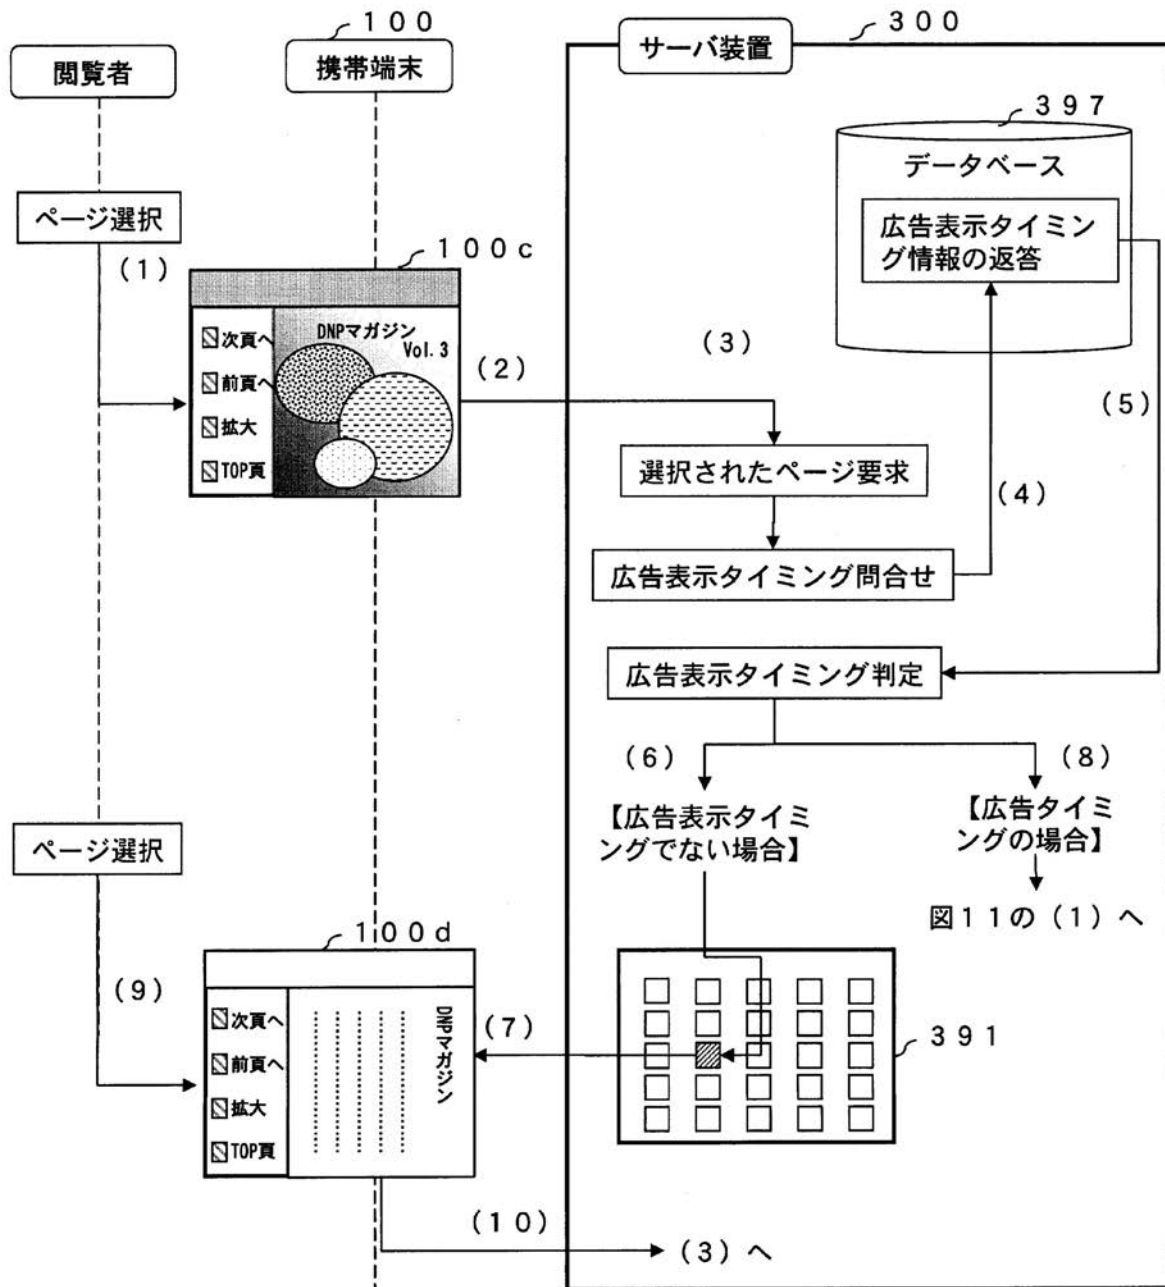 100
300
閲覧者
携帯端末
サーバ装置
397
データベース
ページ選択
広告表示タイミン
グ情報の返答
(1)
100c
次頁へ
前頁へ
拡大
TOP頁
DNPマガジン
Vol.3
(2)
(3)
(5)
選択されたページ要求
(4)
広告表示タイミング問合せ
広告表示タイミング判定
(6)
(8)
【広告表示タイミ
ングでない場合】
【広告タイミ
ングの場合】
図11の(1)へ
ページ選択
100d
(9)
次頁へ
前頁へ
拡大
TOP頁
DNPマガジン
(7)
391
(10)
(3)へ